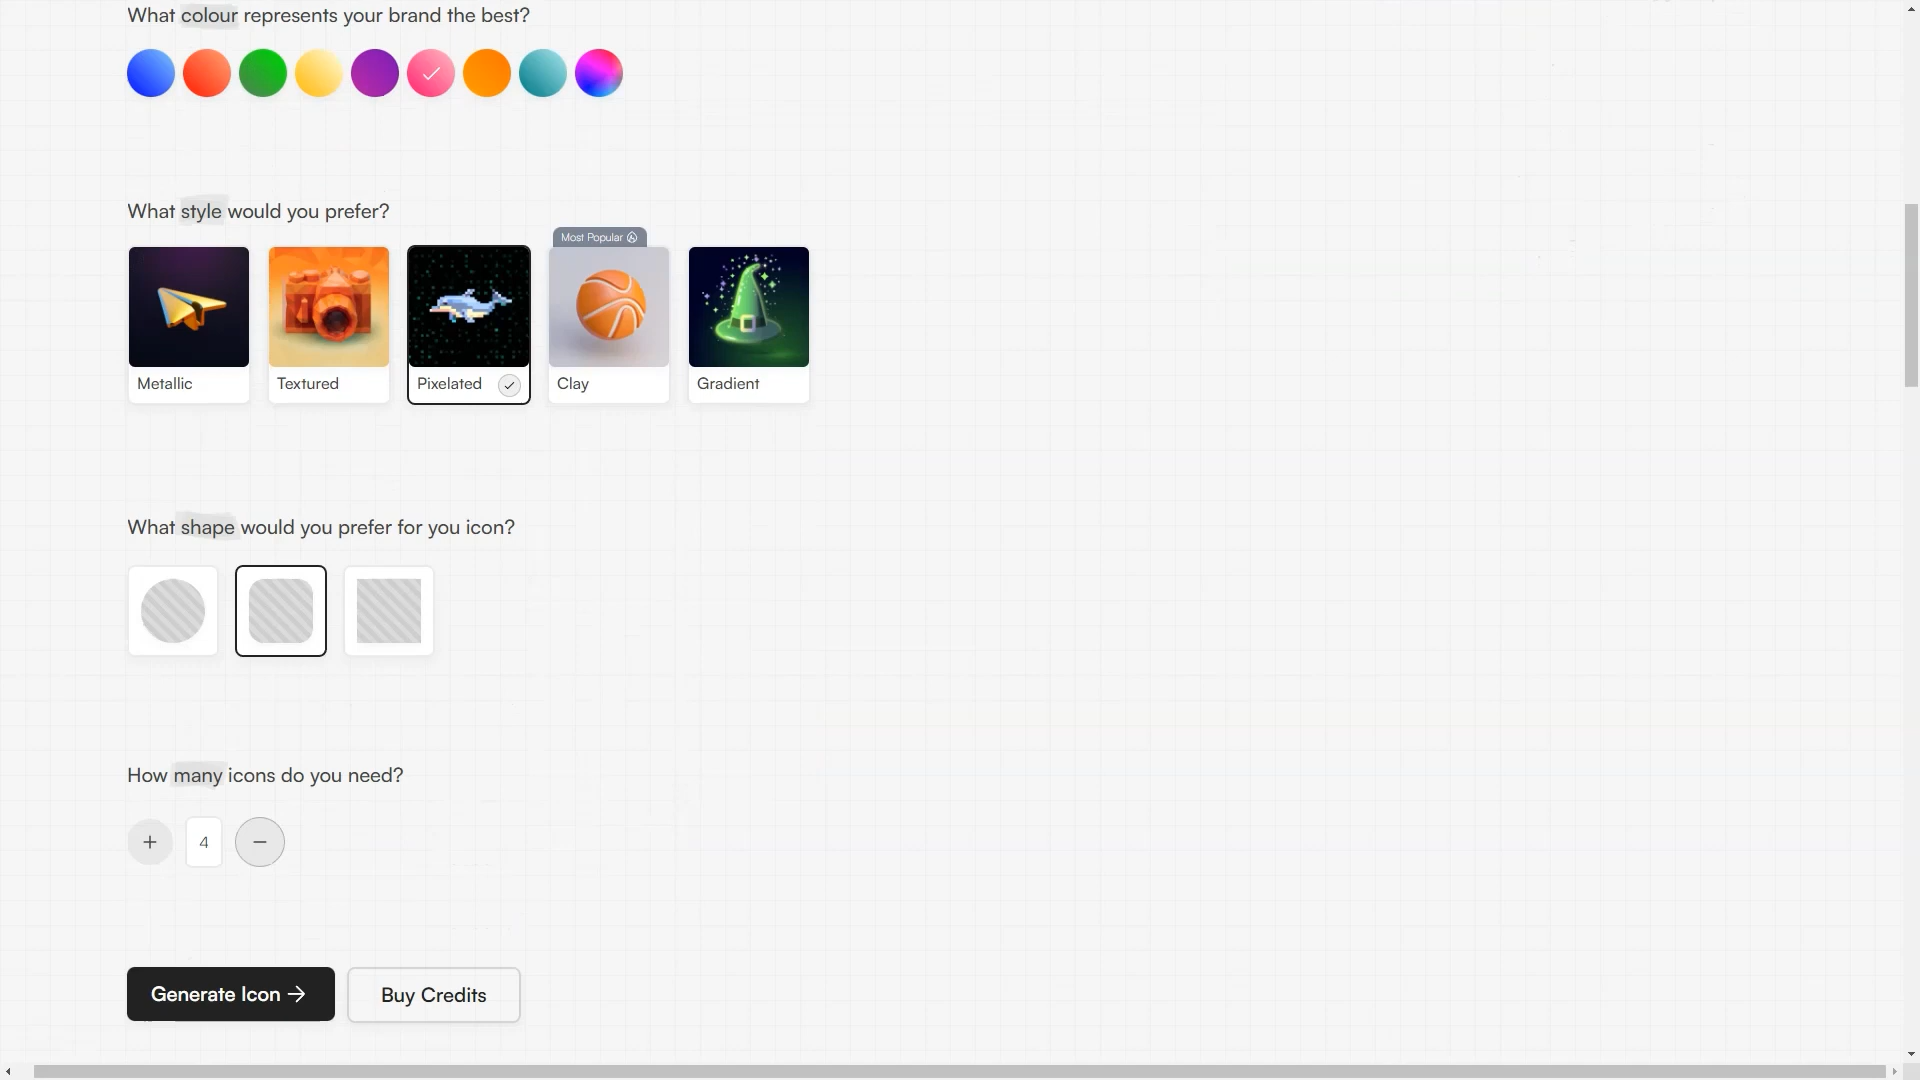 What colour represents your brand the best?
What style would you prefer?
Most Popular
Metallic
Textured
Pixelated
Clay
Gradient
What shape would you prefer for you icon?
How many icons do you need?
+ 4 −
Generate Icon →
Buy Credits